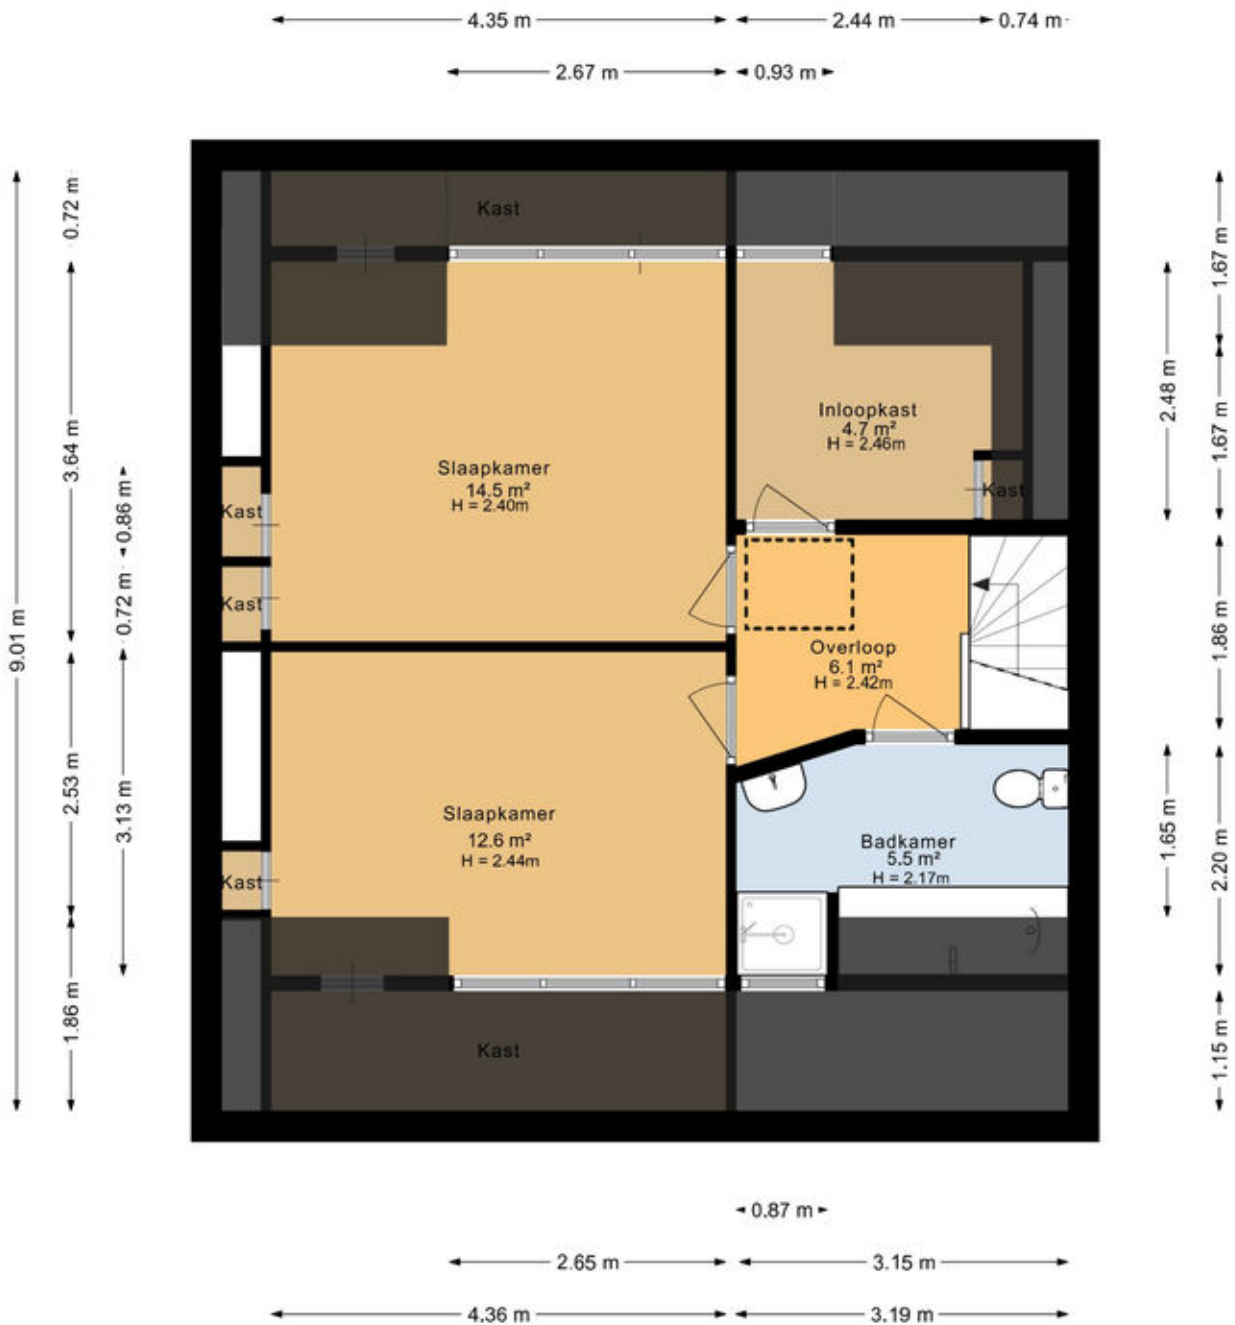 4.35 m
2.44 m
0.74 m
2.67 m
0.93 m
9.01 m
0.72 m
3.64 m
2.53 m
1.86 m
0.86 m
0.72 m
3.13 m
Kast
Slaapkamer
14.5 m²
H = 2.40m
Kast
Kast
Inloopkast
4.7 m²
H = 2.46m
Kast
Overloop
6.1 m²
H = 2.42m
Slaapkamer
12.6 m²
H = 2.44m
Kast
Badkamer
5.5 m²
H = 2.17m
Kast
2.48 m
1.65 m
1.67 m
1.67 m
1.86 m
2.20 m
1.15 m
0.87 m
2.65 m
3.15 m
4.36 m
3.19 m